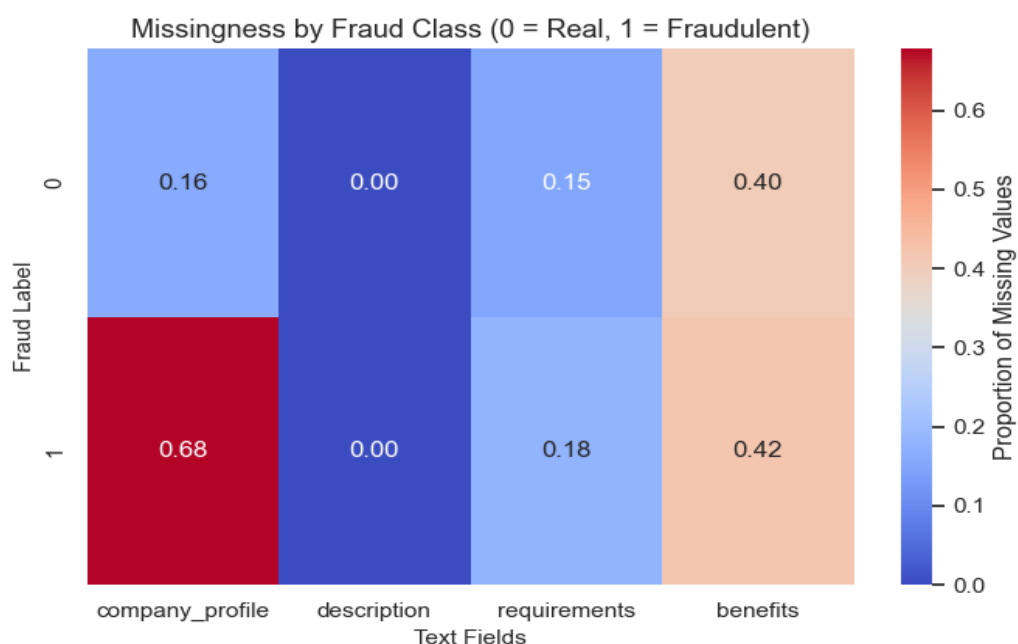 Missingness by Fraud Class (0 = Real, 1 = Fraudulent)
Fraud Label
0
0.16 0.00 0.15 0.40
1
0.68 0.00 0.18 0.42
company_profile description requirements benefits
Text Fields
0.6
0.5
0.4
0.3
0.2
0.1
0.0
Proportion of Missing Values